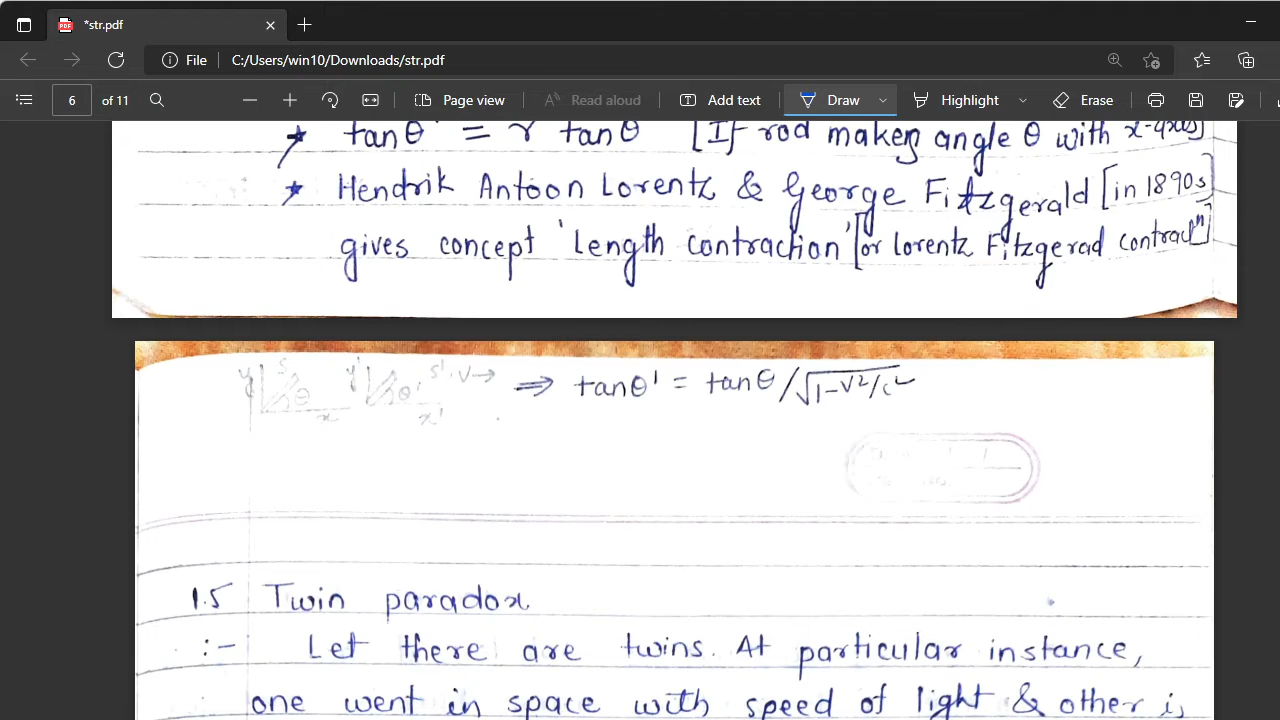 *str.pdf
File C:/Users/win10/Downloads/str.pdf
6 of 11 Page view Read aloud Add text Draw Highlight Erase
* tanθ' = r tanθ [If rod makes angle θ with x-axis]
* Hendrik Antoon Lorentz & George Fitzgerald [in 1890s]
gives concept 'Length contraction' [or lorentz Fitzgerad contracⁿ]
y S θ x y' S' V→ θ' x' ⇒ tanθ' = tanθ/√1-v²/c²
1.5 Twin paradox
:- Let there are twins. At particular instance,
one went in space with speed of light & other is